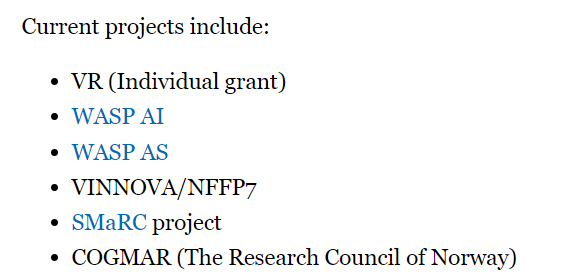 Current projects include:
• VR (Individual grant)
• WASP AI
• WASP AS
• VINNOVA/NFFP7
• SMaRC project
• COGMAR (The Research Council of Norway)